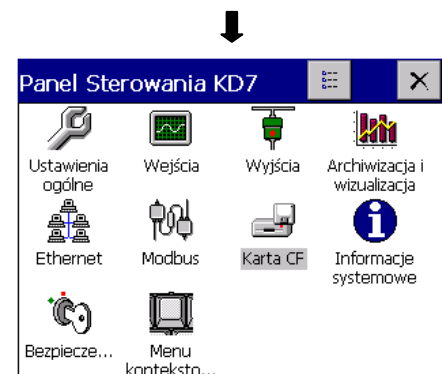 Panel Sterowania KD7
Ustawienia Wejścia Wyjścia Archiwizacja i
ogólne wizualizacja
Ethernet Modbus Karta CF Informacje
systemowe
Bezpiecze... Menu
konteksto...